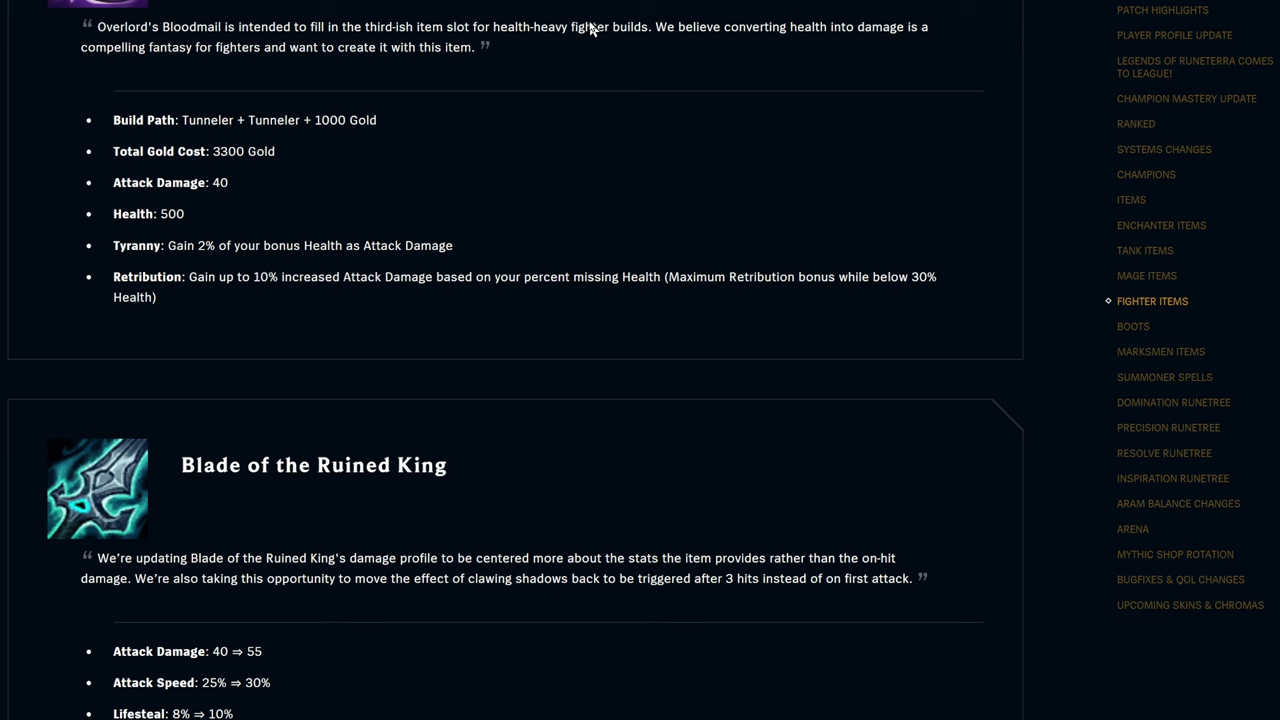 “ Overlord's Bloodmail is intended to fill in the third-ish item slot for health-heavy fighter builds. We believe converting health into damage is a
compelling fantasy for fighters and want to create it with this item. ”
• Build Path: Tunneler + Tunneler + 1000 Gold
• Total Gold Cost: 3300 Gold
• Attack Damage: 40
• Health: 500
• Tyranny: Gain 2% of your bonus Health as Attack Damage
• Retribution: Gain up to 10% increased Attack Damage based on your percent missing Health (Maximum Retribution bonus while below 30%
Health)
Blade of the Ruined King
“ We’re updating Blade of the Ruined King's damage profile to be centered more about the stats the item provides rather than the on-hit
damage. We’re also taking this opportunity to move the effect of clawing shadows back to be triggered after 3 hits instead of on first attack. ”
• Attack Damage: 40 ⇒ 55
• Attack Speed: 25% ⇒ 30%
• Lifesteal: 8% ⇒ 10%
PATCH HIGHLIGHTS
PLAYER PROFILE UPDATE
LEGENDS OF RUNETERRA COMES
TO LEAGUE!
CHAMPION MASTERY UPDATE
RANKED
SYSTEMS CHANGES
CHAMPIONS
ITEMS
ENCHANTER ITEMS
TANK ITEMS
MAGE ITEMS
FIGHTER ITEMS
BOOTS
MARKSMEN ITEMS
SUMMONER SPELLS
DOMINATION RUNETREE
PRECISION RUNETREE
RESOLVE RUNETREE
INSPIRATION RUNETREE
ARAM BALANCE CHANGES
ARENA
MYTHIC SHOP ROTATION
BUGFIXES & QOL CHANGES
UPCOMING SKINS & CHROMAS